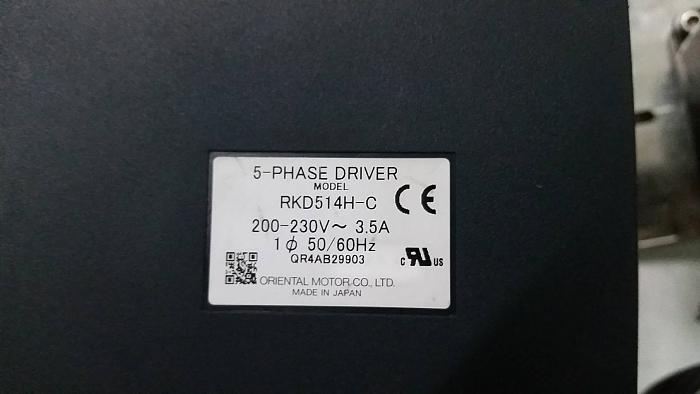 5-PHASE DRIVER
MODEL
RKD514H-C
CE
200-230V~ 3.5A
1ϕ 50/60Hz
QR4AB29903
c RU US
ORIENTAL MOTOR CO., LTD.
MADE IN JAPAN